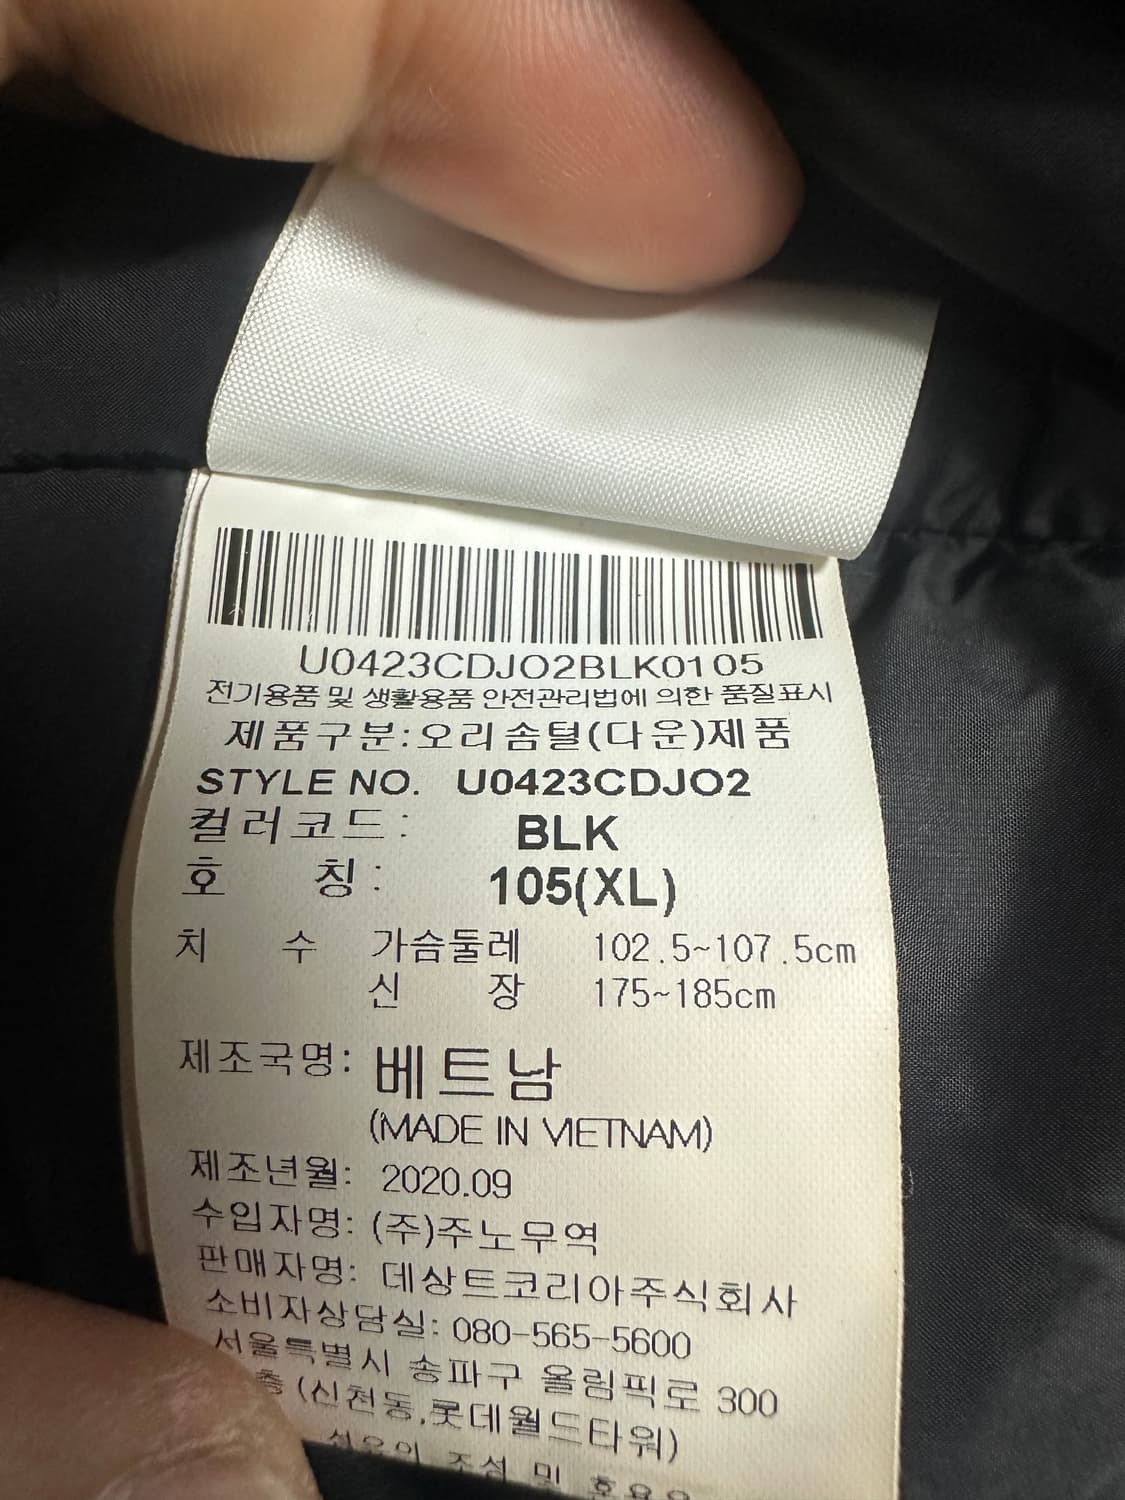 U0423CDJO2BLK0105
전기용품 및 생활용품 안전관리법에 의한 품질표시
제품구분:오리솜털(다운)제품
STYLE NO. U0423CDJO2
컬러코드: BLK
호 칭: 105(XL)
치 수 가슴둘레 102.5~107.5cm
신 장 175~185cm
제조국명: 베트남
(MADE IN VIETNAM)
제조년월: 2020.09
수입자명: (주)주노무역
판매자명: 데상트코리아주식회사
소비자상담실: 080-565-5600
서울특별시 송파구 올림픽로 300
층 (신천동,롯데월드타워)
조성 및